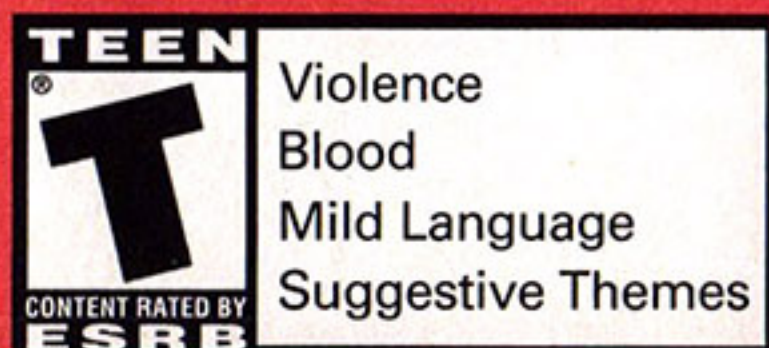 TEEN
®
T
CONTENT RATED BY
ESRB
Violence
Blood
Mild Language
Suggestive Themes